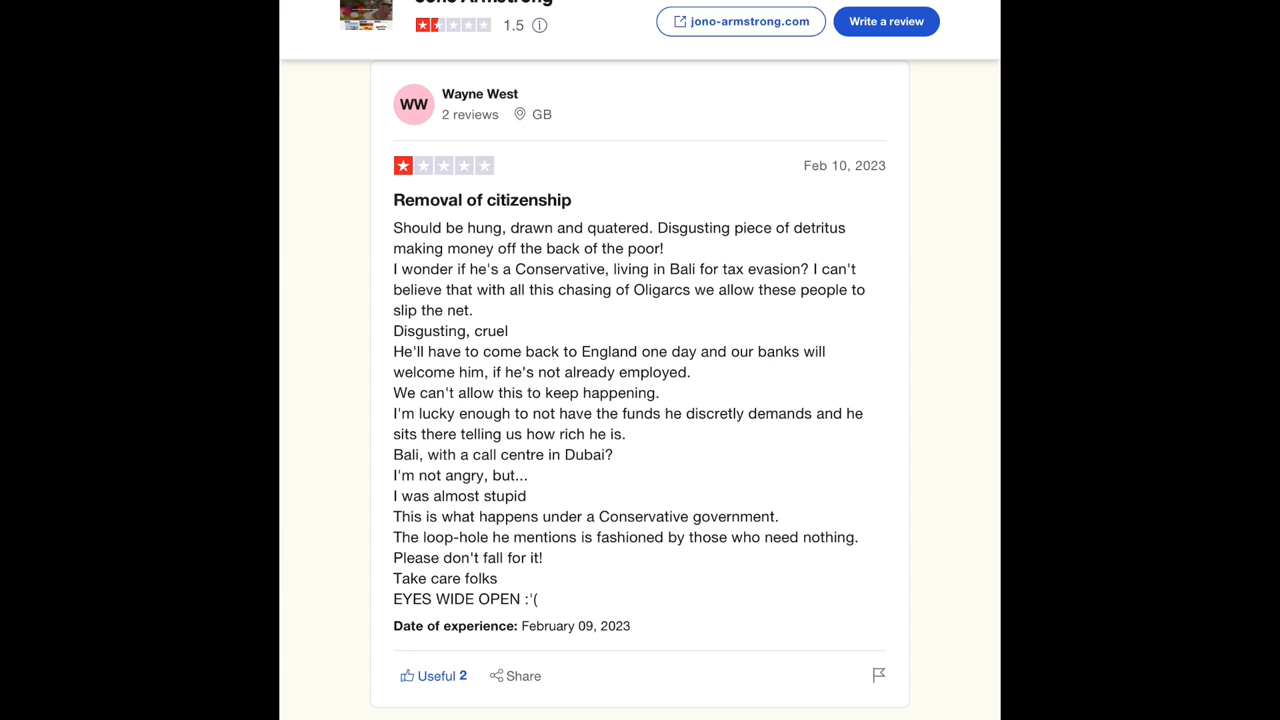 Jono Armstrong
1.5
jono-armstrong.com
Write a review
WW
Wayne West
2 reviews
GB
Feb 10, 2023
Removal of citizenship
Should be hung, drawn and quatered. Disgusting piece of detritus
making money off the back of the poor!
I wonder if he's a Conservative, living in Bali for tax evasion? I can't
believe that with all this chasing of Oligarcs we allow these people to
slip the net.
Disgusting, cruel
He'll have to come back to England one day and our banks will
welcome him, if he's not already employed.
We can't allow this to keep happening.
I'm lucky enough to not have the funds he discretly demands and he
sits there telling us how rich he is.
Bali, with a call centre in Dubai?
I'm not angry, but...
I was almost stupid
This is what happens under a Conservative government.
The loop-hole he mentions is fashioned by those who need nothing.
Please don't fall for it!
Take care folks
EYES WIDE OPEN :'(
Date of experience: February 09, 2023
Useful 2
Share